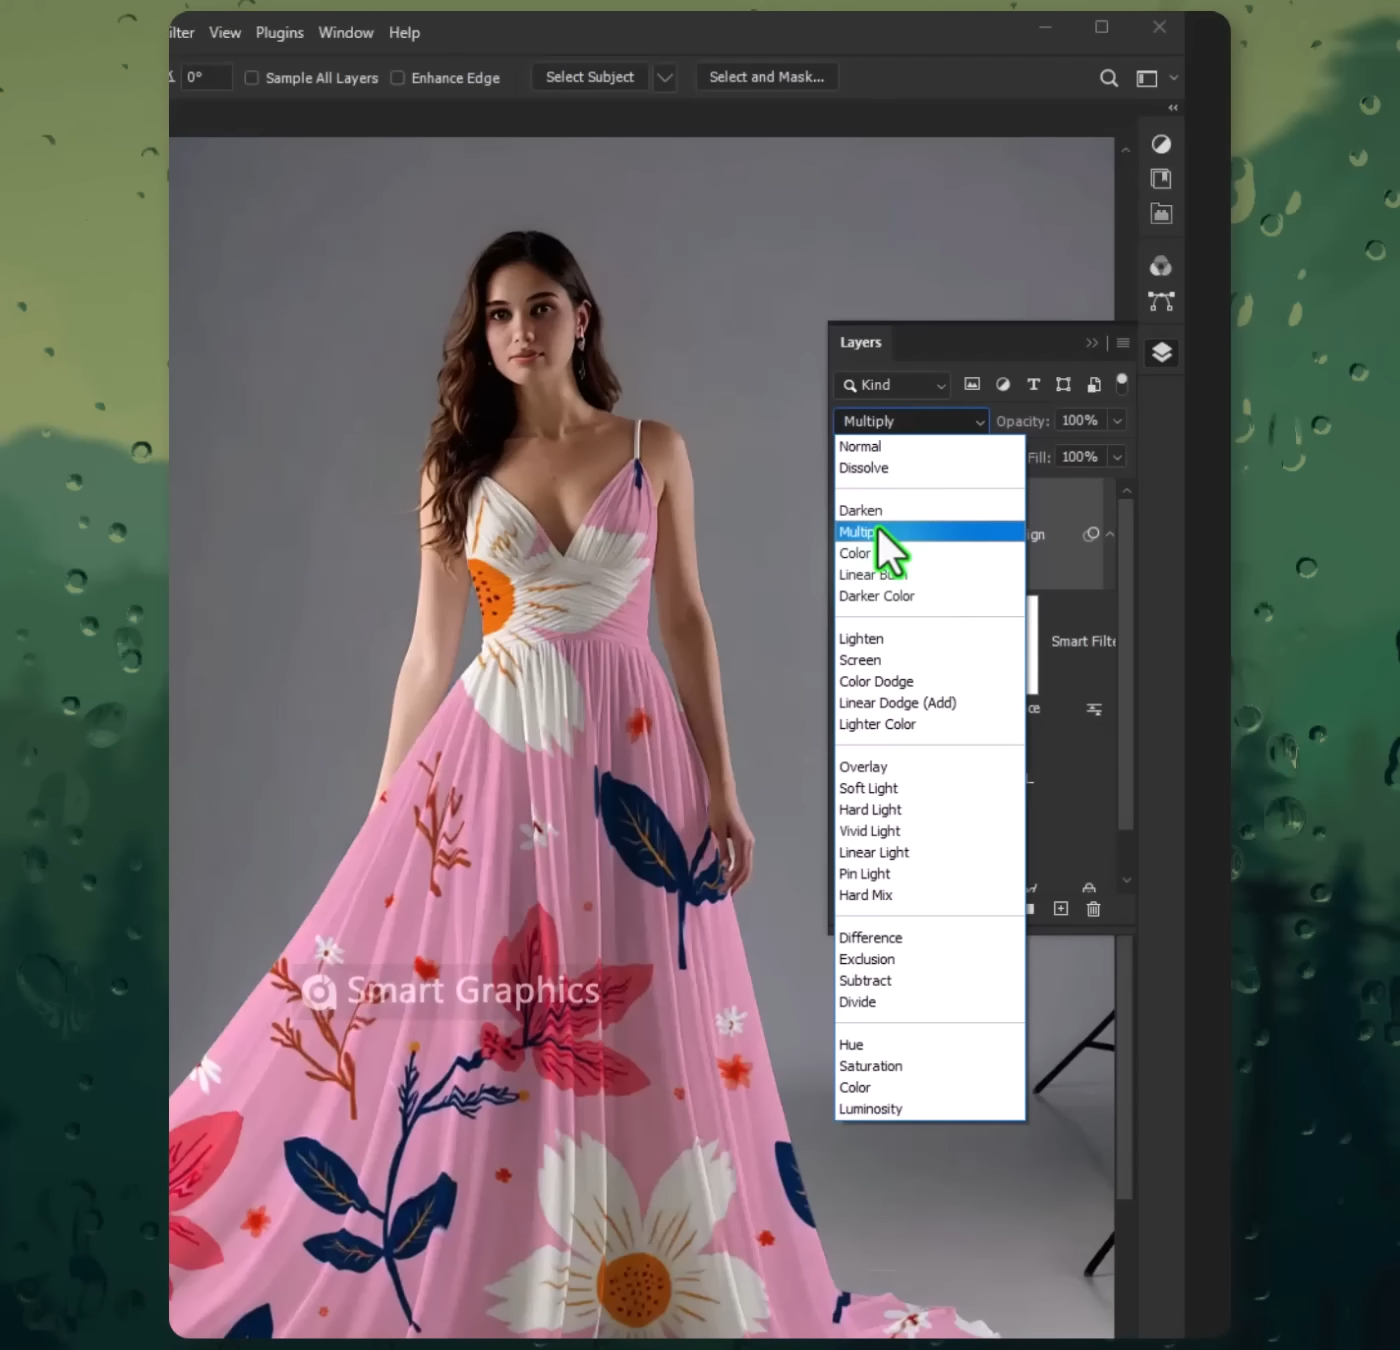 ilter View Plugins Window Help
0° Sample All Layers Enhance Edge Select Subject Select and Mask...
Layers
Kind
Multiply Opacity: 100%
Normal
Fill: 100%
Dissolve
Darken
Multip
ign
Color
Linear Burn
Darker Color
Lighten
Smart Filte
Screen
Color Dodge
Linear Dodge (Add)
ce
Lighter Color
Overlay
Soft Light
Hard Light
Vivid Light
Linear Light
Pin Light
Hard Mix
Difference
Exclusion
Subtract
Smart Graphics
Divide
Hue
Saturation
Color
Luminosity